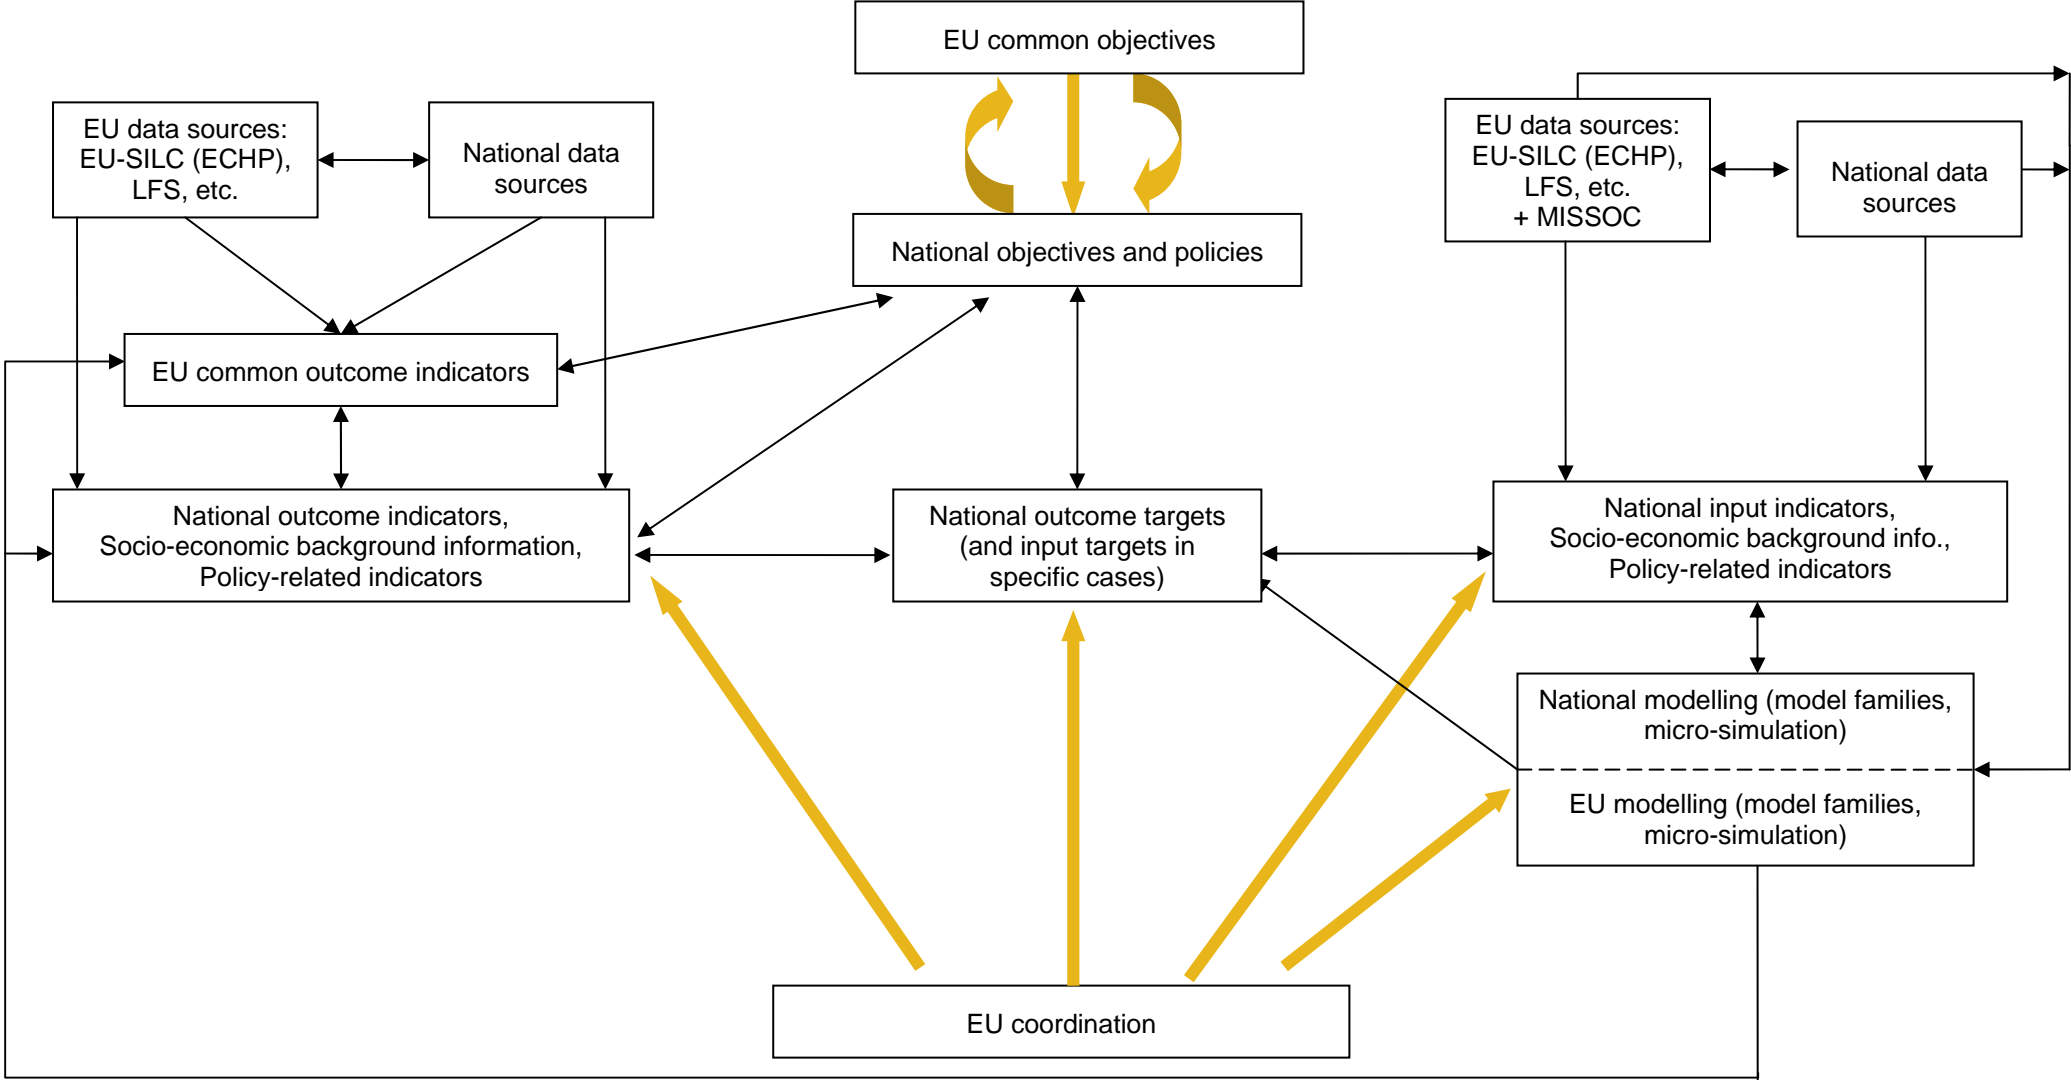 EU common objectives
EU data sources:
EU-SILC (ECHP),
LFS, etc.
National data
sources
EU data sources:
EU-SILC (ECHP),
LFS, etc.
+ MISSOC
National data
sources
National objectives and policies
EU common outcome indicators
National outcome indicators,
Socio-economic background information,
Policy-related indicators
National outcome targets
(and input targets in
specific cases)
National input indicators,
Socio-economic background info.,
Policy-related indicators
National modelling (model families,
micro-simulation)
EU modelling (model families,
micro-simulation)
EU coordination